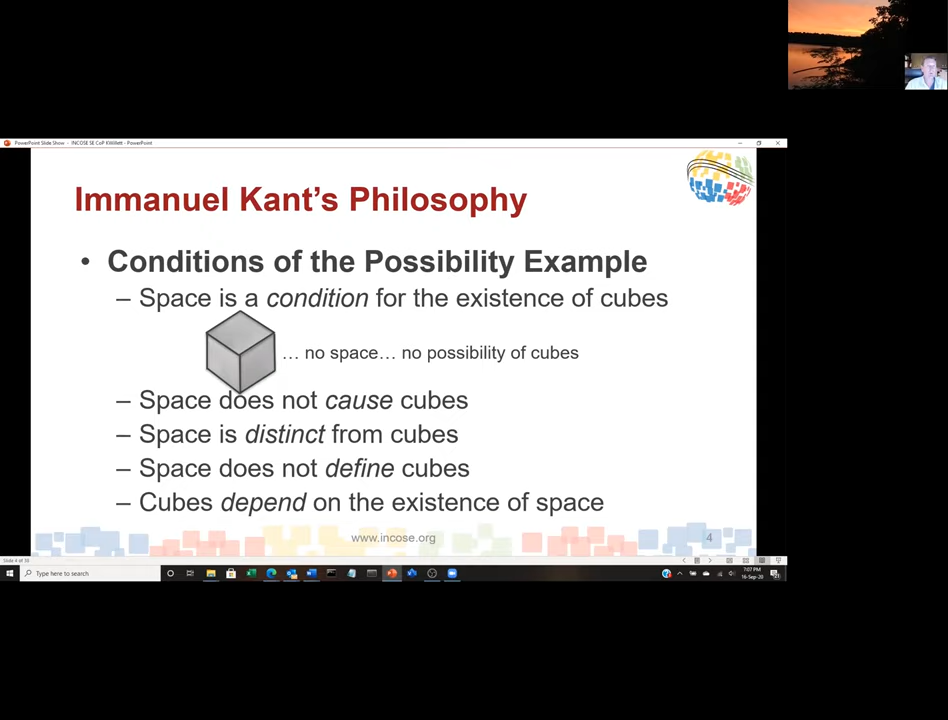 PowerPoint Slide Show - INCOSE SE CoP KWillett - PowerPoint
Immanuel Kant's Philosophy
• Conditions of the Possibility Example
– Space is a condition for the existence of cubes
… no space… no possibility of cubes
– Space does not cause cubes
– Space is distinct from cubes
– Space does not define cubes
– Cubes depend on the existence of space
www.incose.org
4
Type here to search
7:07 PM
16-Sep-20